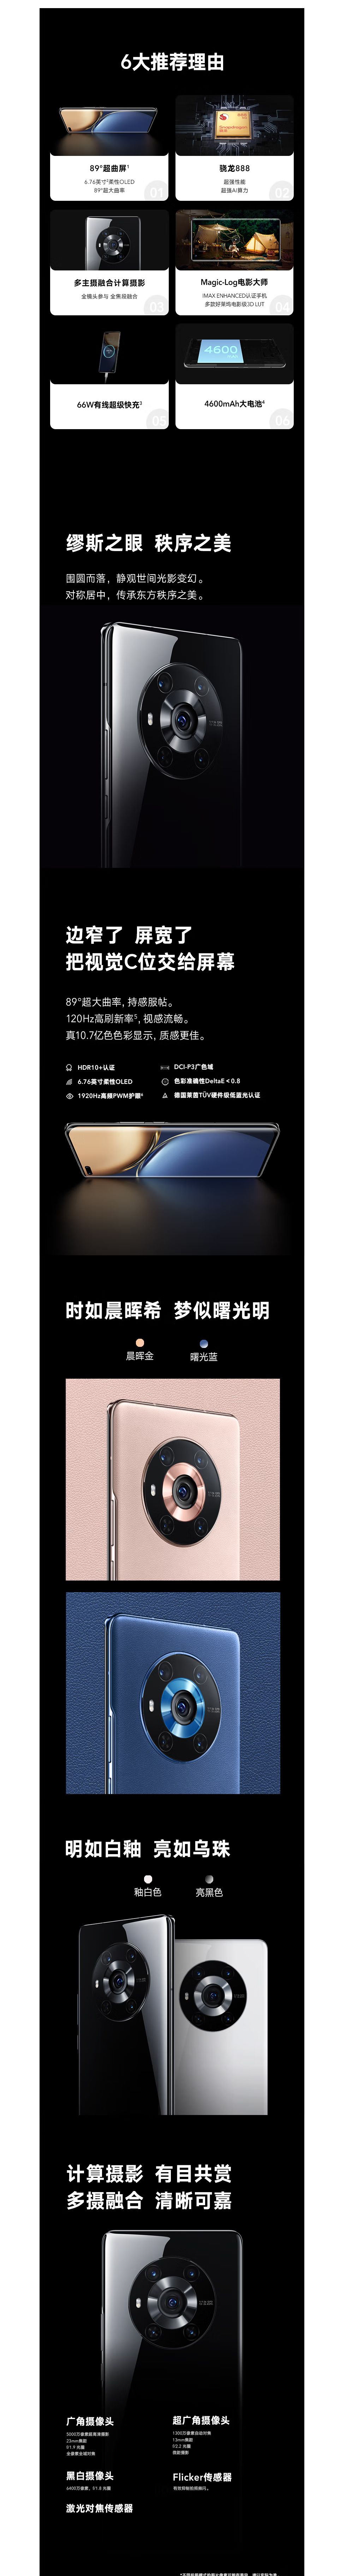 6大推荐理由
89°超曲屏1
6.76英寸2柔性OLED
89°超大曲率
01
骁龙888
超强性能
超强AI算力
02
多主摄融合计算摄影
全镜头参与 全焦段融合
03
Magic-Log电影大师
IMAX ENHANCED认证手机
多款好莱坞电影级3D LUT
04
66W有线超级快充3
05
4600
4600mAh大电池4
06
缪斯之眼 秩序之美
围圆而落，静观世间光影变幻。
对称居中，传承东方秩序之美。
边窄了 屏宽了
把视觉C位交给屏幕
89°超大曲率, 持感服帖。
120Hz高刷新率5, 视感流畅。
真10.7亿色色彩显示, 质感更佳。
HDR10+认证
DCI-P3广色域
6.76英寸柔性OLED
色彩准确性DeltaE＜0.8
1920Hz高频PWM护眼6
德国莱茵TÜV硬件级低蓝光认证
时如晨晖希 梦似曙光明
晨晖金
曙光蓝
明如白釉 亮如乌珠
釉白色
亮黑色
计算摄影 有目共赏
多摄融合 清晰可嘉
广角摄像头
5000万像素超高清摄影
23mm焦距
f/1.9 光圈
全像素全域对焦
超广角摄像头
1300万像素自动对焦
13mm焦距
f/2.2 光圈
微距摄影
黑白摄像头
6400万像素，f/1.8 光圈
Flicker传感器
有效抑制拍照频闪。
激光对焦传感器